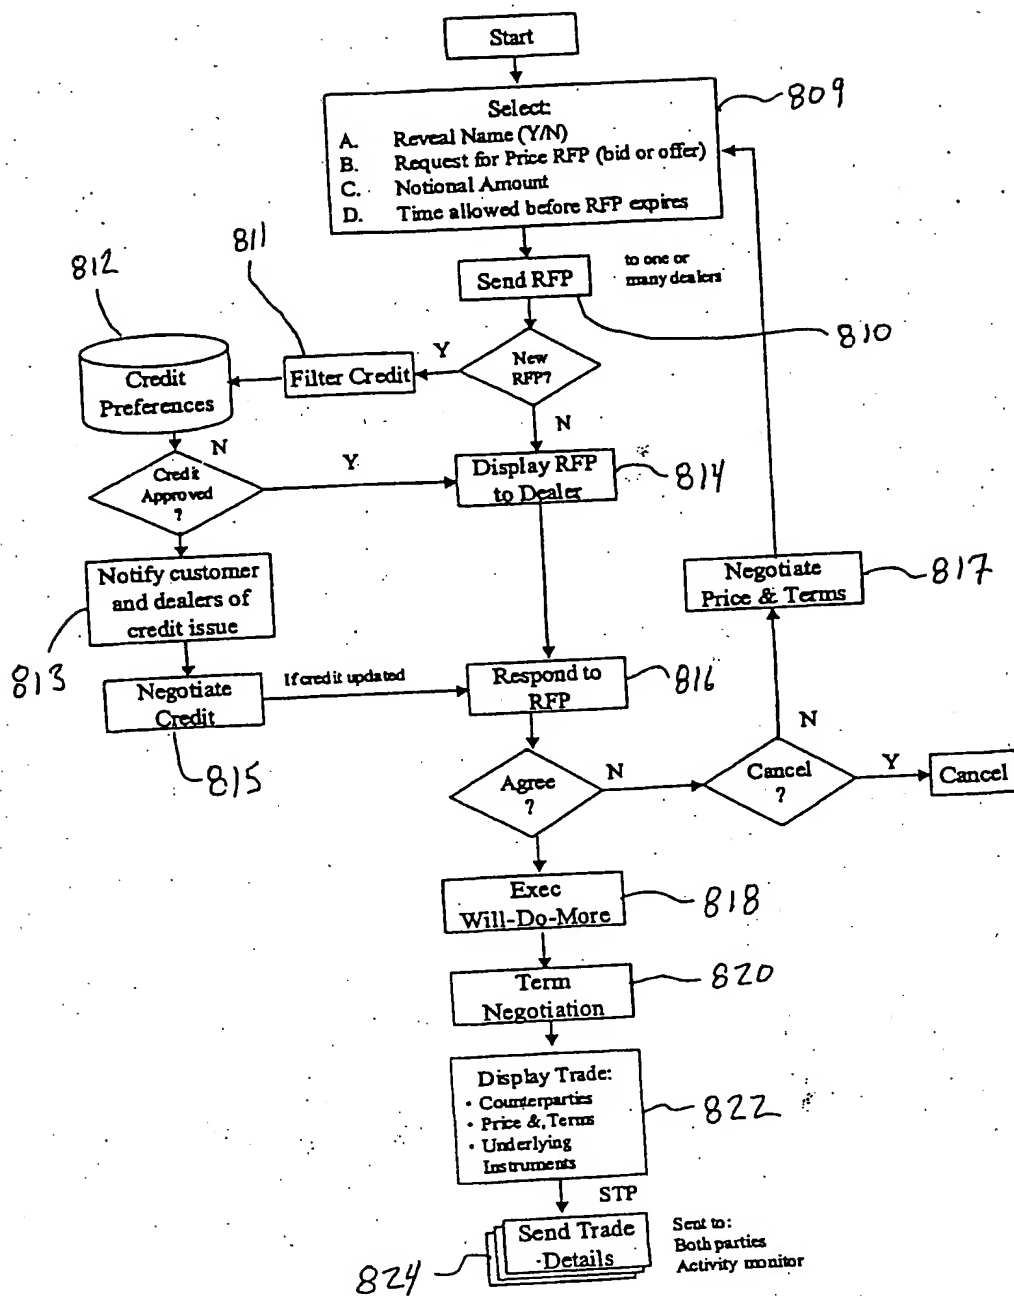 Start
809
Select:
A. Reveal Name (Y/N)
B. Request for Price RFP (bid or offer)
C. Notional Amount
D. Time allowed before RFP expires
811
812
Send RFP
to one or
many dealers
810
Y
New
RFP?
Filter Credit
Credit
Preferences
N
N
Y
Credit
Approved
?
Display RFP
to Dealer
814
Notify customer
and dealers of
credit issue
Negotiate
Price & Terms
817
813
Negotiate
Credit
If credit updated
Respond to
RFP
816
815
N
Agree
?
N
Cancel
?
Y
Cancel
Exec
Will-Do-More
818
Term
Negotiation
820
Display Trade:
• Counterparties
• Price &, Terms
• Underlying
Instruments
822
STP
Send Trade
Details
Sent to:
Both parties
Activity monitor
824